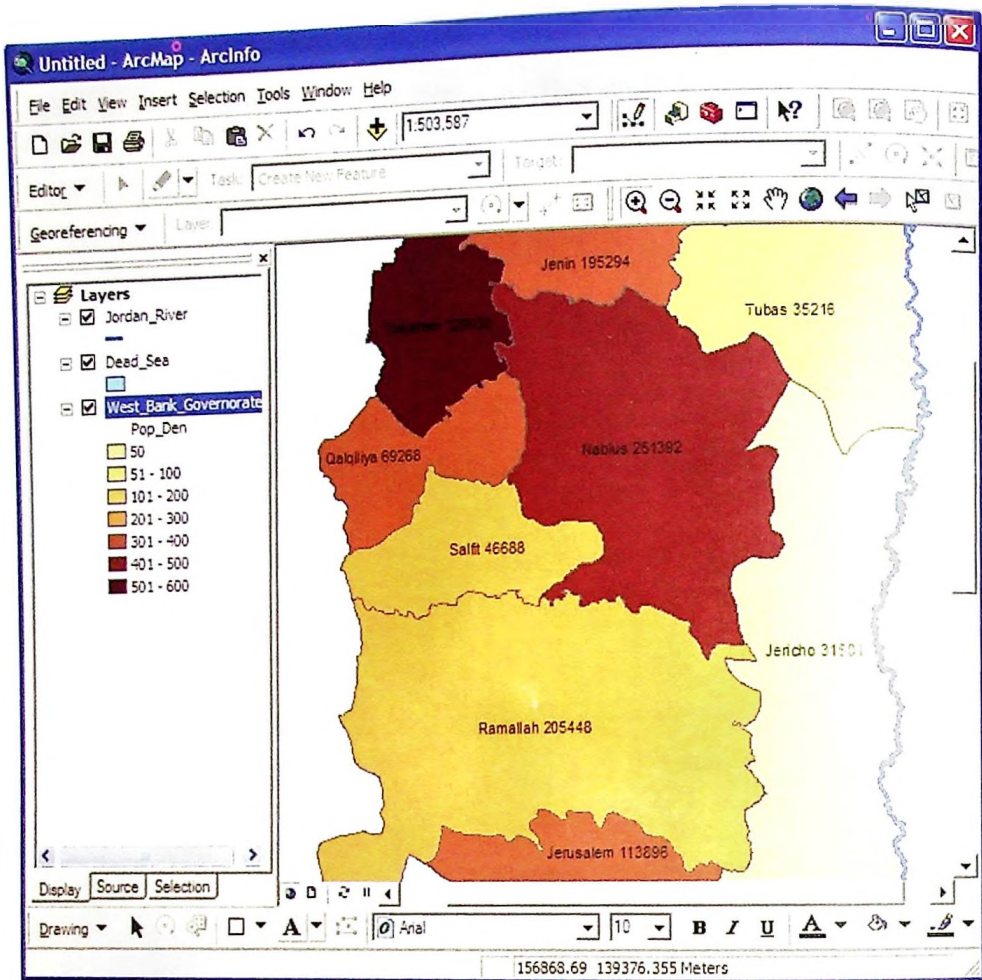 Untitled - ArcMap - ArcInfo
File Edit View Insert Selection Tools Window Help
1:503,587
Editor Task: Create New Feature Target:
Georeferencing Layer:
Layers
Jordan_River
Dead_Sea
West_Bank_Governorate
Pop_Den
50
51 - 100
101 - 200
201 - 300
301 - 400
401 - 500
501 - 600
Jenin 195294
Tubas 35216
Qalqiliya 69268
Nablus 251392
Salfit 46688
Jericho
Ramallah 205448
Jerusalem 113896
Display Source Selection
Drawing A Arial 10 B I U A
156868.69 139376.355 Meters